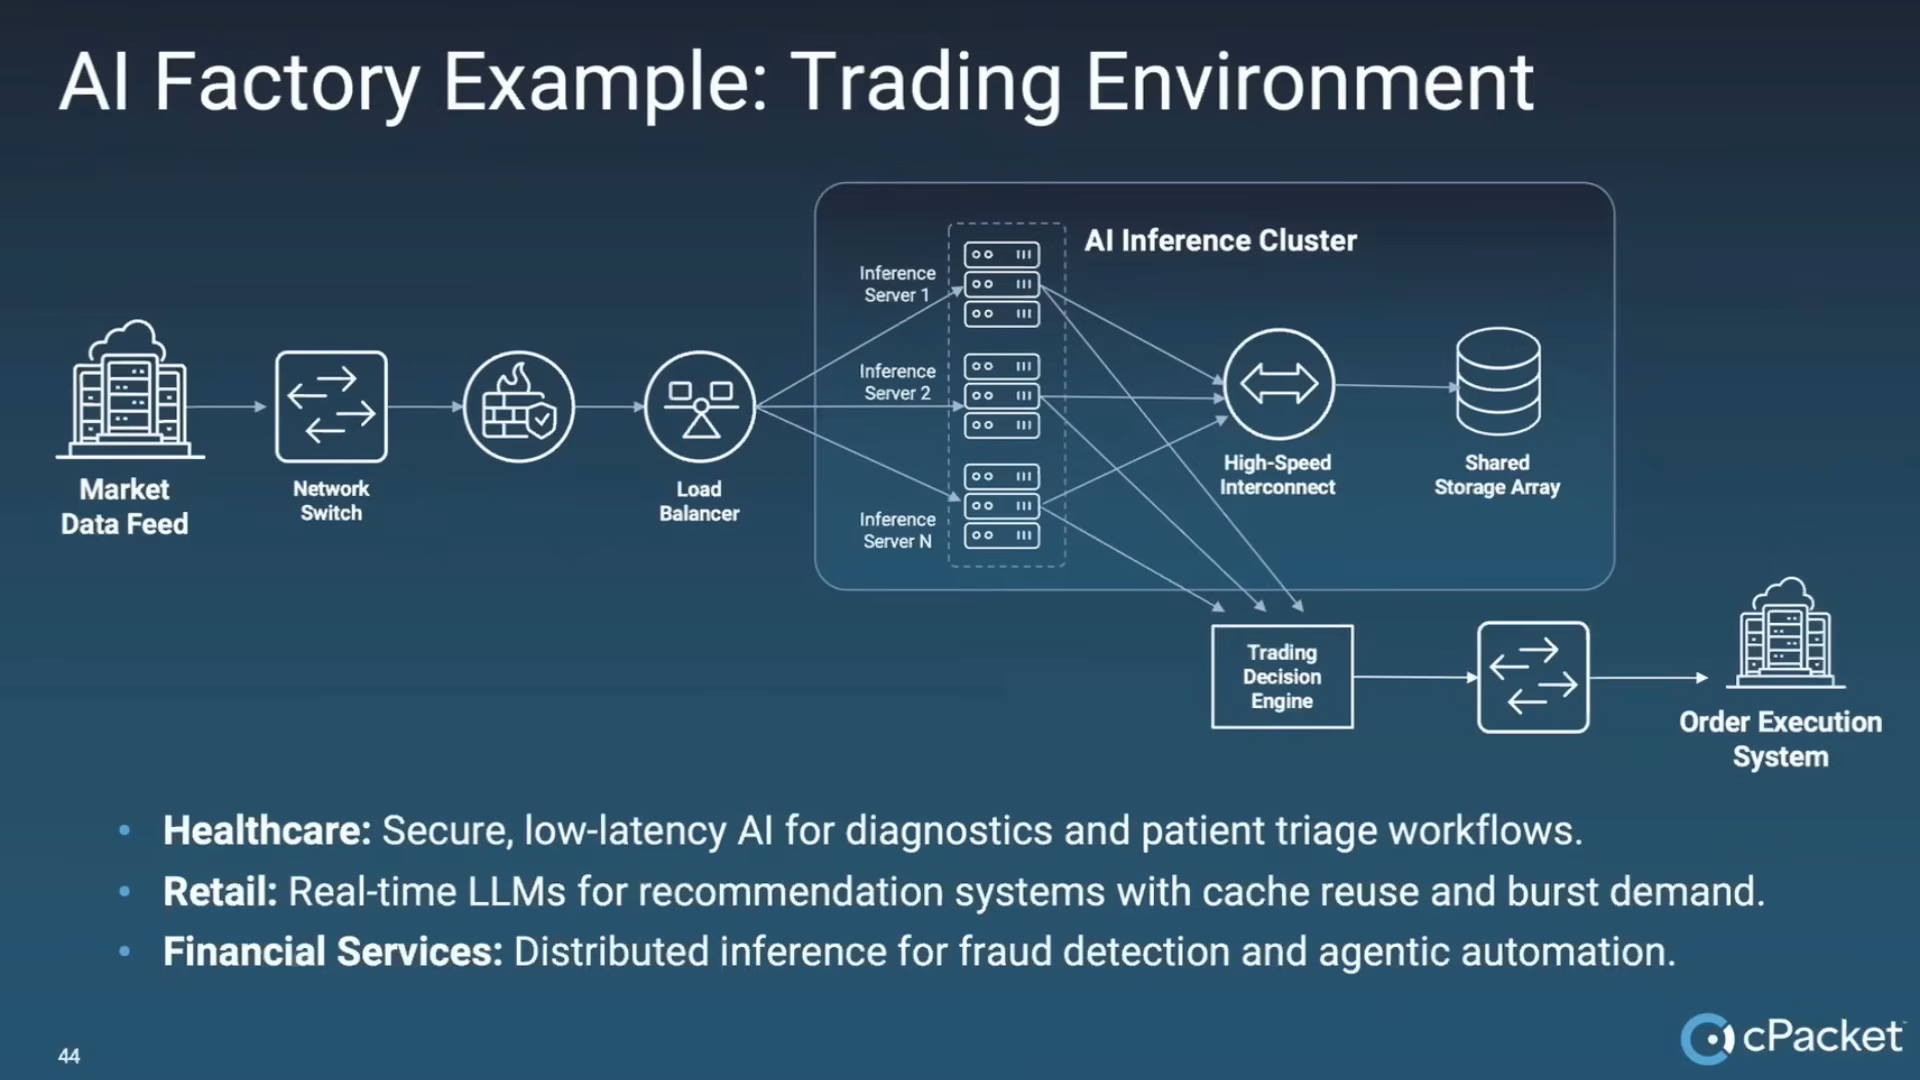 AI Factory Example: Trading Environment
AI Inference Cluster
Inference
Server 1
Inference
Server 2
Inference
Server N
Market
Data Feed
Network
Switch
Load
Balancer
High-Speed
Interconnect
Shared
Storage Array
Trading
Decision
Engine
Order Execution
System
• Healthcare: Secure, low-latency AI for diagnostics and patient triage workflows.
• Retail: Real-time LLMs for recommendation systems with cache reuse and burst demand.
• Financial Services: Distributed inference for fraud detection and agentic automation.
44
cPacket